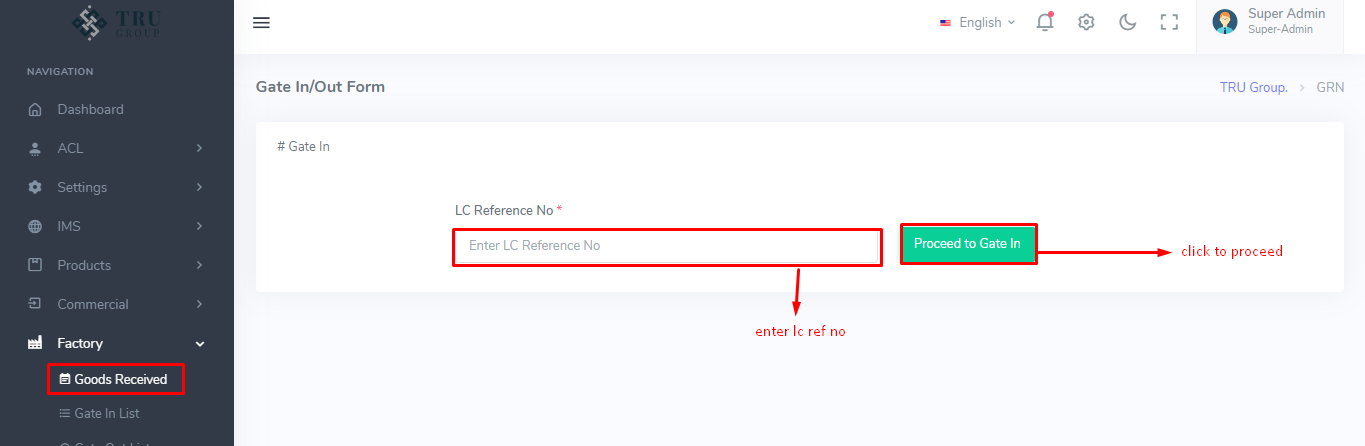 TRU
GROUP
English
Super Admin
Super-Admin
NAVIGATION
Dashboard
ACL
Settings
IMS
Products
Commercial
Factory
Goods Received
Gate In List
Gate In/Out Form
TRU Group. > GRN
# Gate In
LC Reference No *
Enter LC Reference No
Proceed to Gate In
click to proceed
enter lc ref no